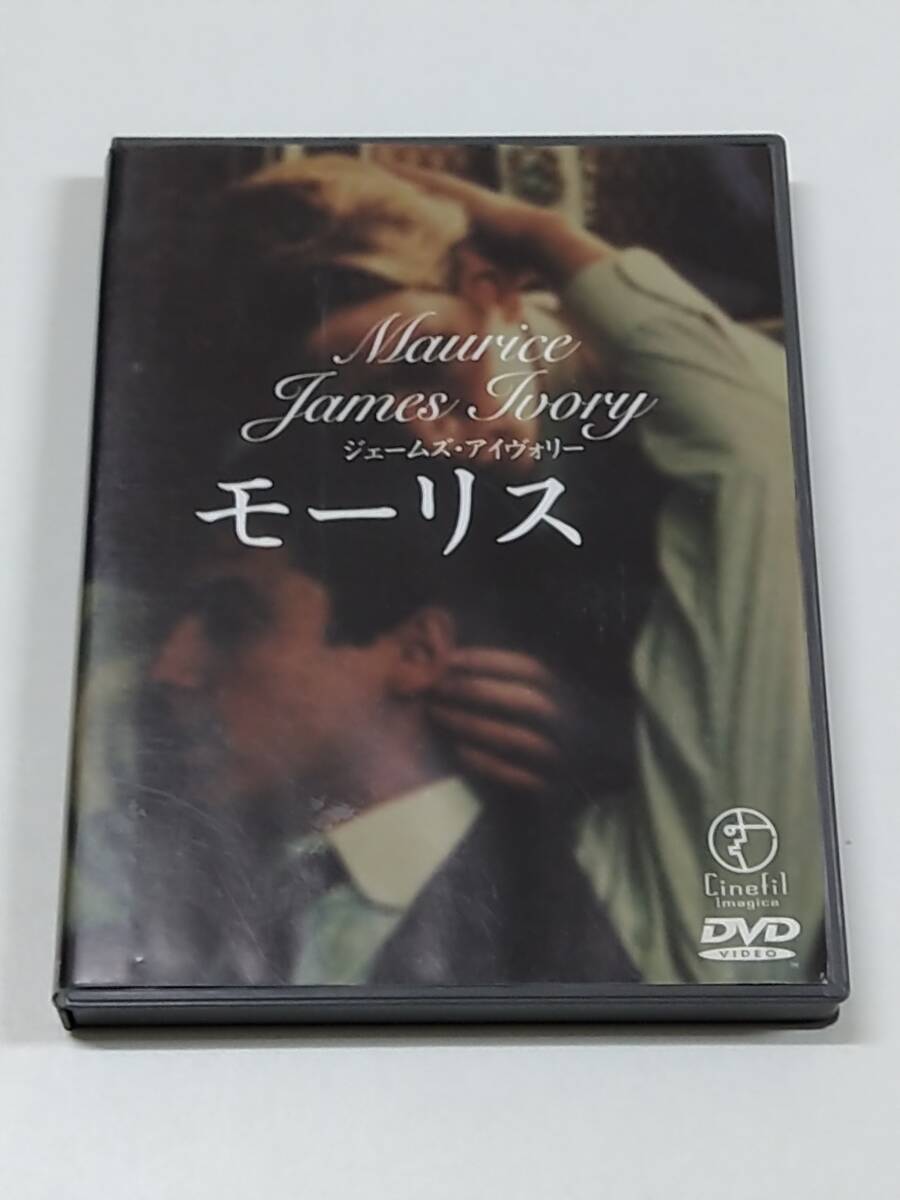 Maurice
James Ivory
ジェームズ・アイヴォリー
モーリス
Cinefil
Imagica
DVD
VIDEO
TM